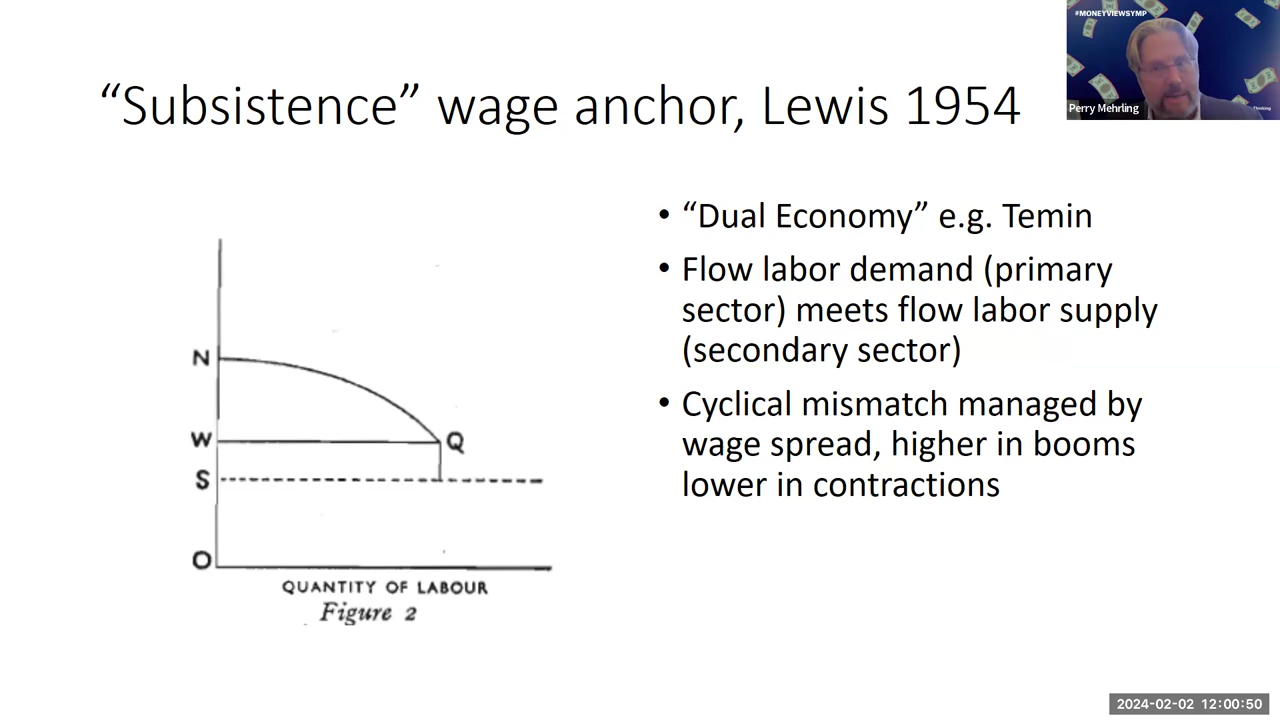 #MONEYVIEWSYMP
Perry Mehrling
Thinking
“Subsistence” wage anchor, Lewis 1954
N
W
Q
S
O
QUANTITY OF LABOUR
Figure 2
• “Dual Economy” e.g. Temin
• Flow labor demand (primary
sector) meets flow labor supply
(secondary sector)
• Cyclical mismatch managed by
wage spread, higher in booms
lower in contractions
2024-02-02 12:00:50